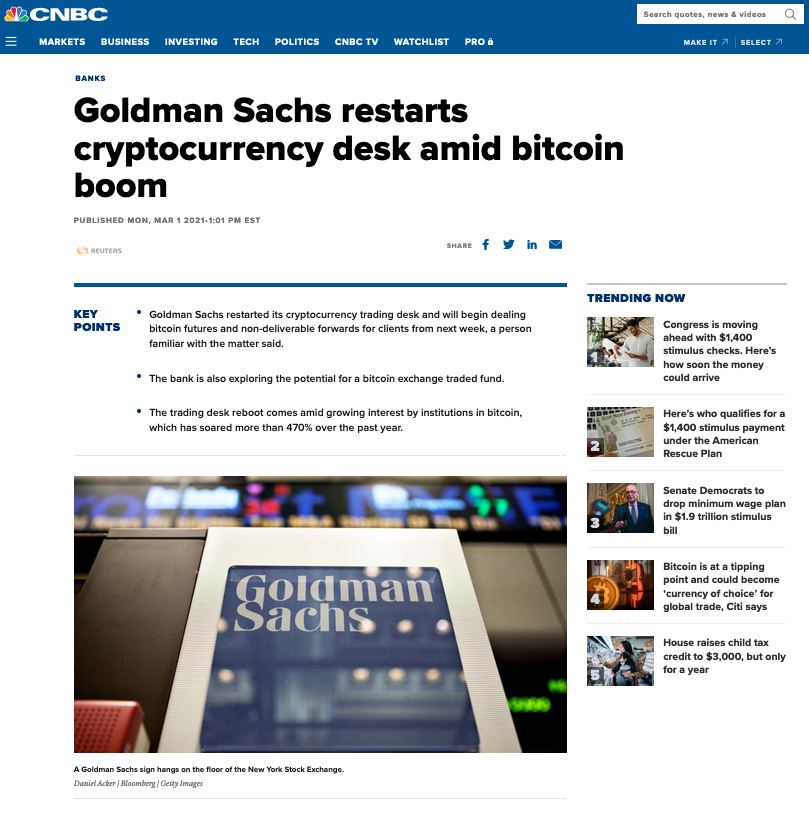 CNBC
Search quotes, news & videos
MARKETS BUSINESS INVESTING TECH POLITICS CNBC TV WATCHLIST PRO
MAKE IT SELECT
BANKS
Goldman Sachs restarts
cryptocurrency desk amid bitcoin
boom
PUBLISHED MON, MAR 1 2021•1:01 PM EST
REUTERS
SHARE
KEY
POINTS
• Goldman Sachs restarted its cryptocurrency trading desk and will begin dealing
bitcoin futures and non-deliverable forwards for clients from next week, a person
familiar with the matter said.
• The bank is also exploring the potential for a bitcoin exchange traded fund.
• The trading desk reboot comes amid growing interest by institutions in bitcoin,
which has soared more than 470% over the past year.
Goldman
Sachs
A Goldman Sachs sign hangs on the floor of the New York Stock Exchange.
Daniel Acker | Bloomberg | Getty Images
TRENDING NOW
1
Congress is moving
ahead with $1,400
stimulus checks. Here's
how soon the money
could arrive
2
Here's who qualifies for a
$1,400 stimulus payment
under the American
Rescue Plan
3
Senate Democrats to
drop minimum wage plan
in $1.9 trillion stimulus
bill
4
Bitcoin is at a tipping
point and could become
‘currency of choice’ for
global trade, Citi says
5
House raises child tax
credit to $3,000, but only
for a year